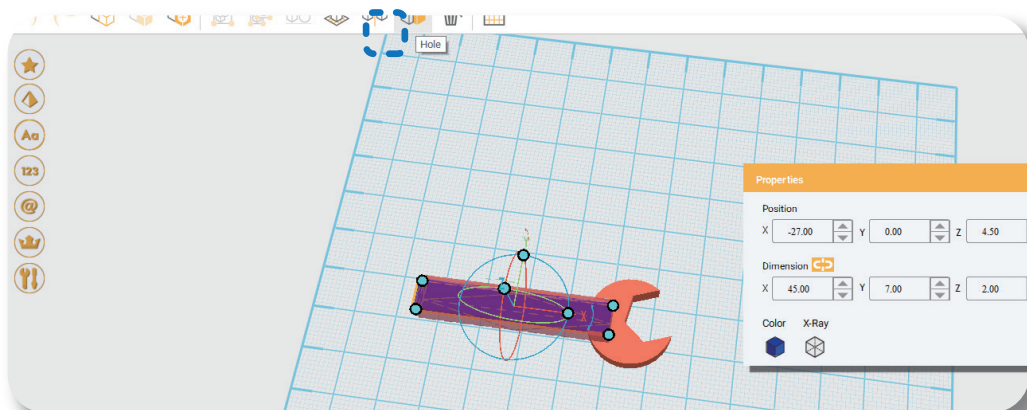 Hole
Aa
123
@
Properties
Position
X -27.00 Y 0.00 Z 4.50
Dimension
X 45.00 Y 7.00 Z 2.00
Color X-Ray
X